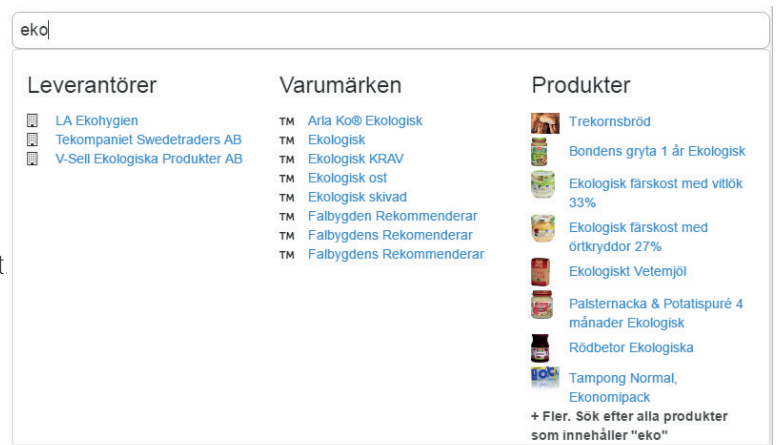 eko
Leverantörer
LA Ekohygien
Tekompaniet Swedetraders AB
V-Sell Ekologiska Produkter AB
Varumärken
TM Arla Ko® Ekologisk
TM Ekologisk
TM Ekologisk KRAV
TM Ekologisk ost
TM Ekologisk skivad
TM Falbygden Rekommenderar
TM Falbygdens Rekomenderar
TM Falbygdens Rekommenderar
Produkter
Trekornsbröd
Bondens gryta 1 år Ekologisk
Ekologisk färskost med vitlök
33%
Ekologisk färskost med
örtkryddor 27%
Ekologiskt Vetemjöl
Palsternacka & Potatispuré 4
månader Ekologisk
Rödbetor Ekologiska
Tampong Normal,
Ekonomipack
+ Fler. Sök efter alla produkter
som innehåller "eko"
t.